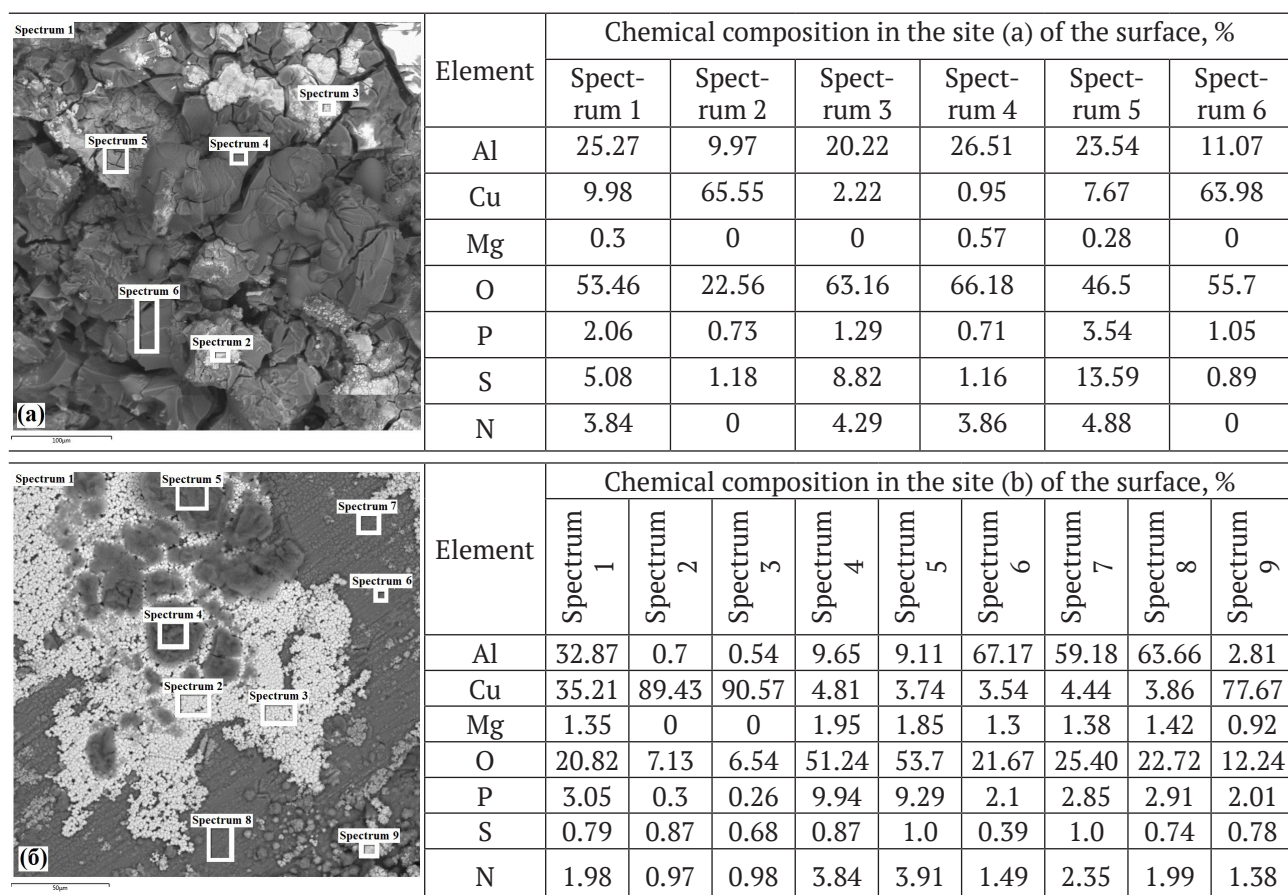 Spectrum 1
Spectrum 3
Spectrum 5
Spectrum 4
Spectrum 6
Spectrum 2
(а)
100µm
Element
Chemical composition in the site (a) of the surface, %
Spect-
rum 1
Spect-
rum 2
Spect-
rum 3
Spect-
rum 4
Spect-
rum 5
Spect-
rum 6
Al 25.27 9.97 20.22 26.51 23.54 11.07
Cu 9.98 65.55 2.22 0.95 7.67 63.98
Mg 0.3 0 0 0.57 0.28 0
O 53.46 22.56 63.16 66.18 46.5 55.7
P 2.06 0.73 1.29 0.71 3.54 1.05
S 5.08 1.18 8.82 1.16 13.59 0.89
N 3.84 0 4.29 3.86 4.88 0
Spectrum 1
Spectrum 5
Spectrum 7
Spectrum 6
Spectrum 4
Spectrum 2
Spectrum 3
Spectrum 8
Spectrum 9
(б)
50µm
Element
Chemical composition in the site (b) of the surface, %
Spectrum
1
Spectrum
2
Spectrum
3
Spectrum
4
Spectrum
5
Spectrum
6
Spectrum
7
Spectrum
8
Spectrum
9
Al 32.87 0.7 0.54 9.65 9.11 67.17 59.18 63.66 2.81
Cu 35.21 89.43 90.57 4.81 3.74 3.54 4.44 3.86 77.67
Mg 1.35 0 0 1.95 1.85 1.3 1.38 1.42 0.92
O 20.82 7.13 6.54 51.24 53.7 21.67 25.40 22.72 12.24
P 3.05 0.3 0.26 9.94 9.29 2.1 2.85 2.91 2.01
S 0.79 0.87 0.68 0.87 1.0 0.39 1.0 0.74 0.78
N 1.98 0.97 0.98 3.84 3.91 1.49 2.35 1.99 1.38